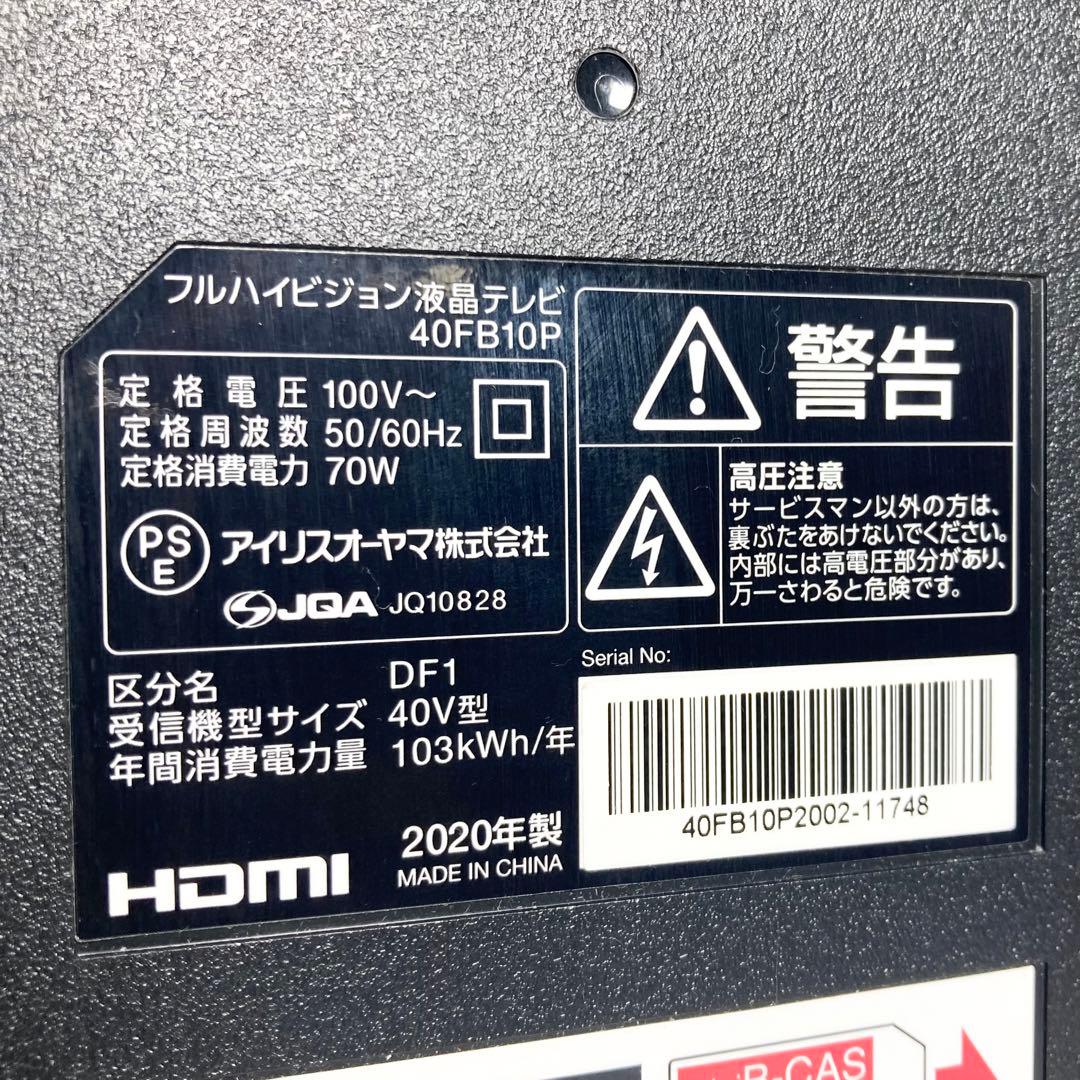 フルハイビジョン液晶テレビ
40FB10P
定格電圧 100V～
定格周波数 50/60Hz
定格消費電力 70W
PSE
アイリスオーヤマ株式会社
JQA JQ10828
区分名 DF1
受信機型サイズ 40V型
年間消費電力量 103kWh/年
2020年製
HDMI
MADE IN CHINA
警告
高圧注意
サービスマン以外の方は、
裏ぶたをあけないでください。
内部には高電圧部分があり、
万一さわると危険です。
Serial No:
40FB10P2002-11748
B-CAS